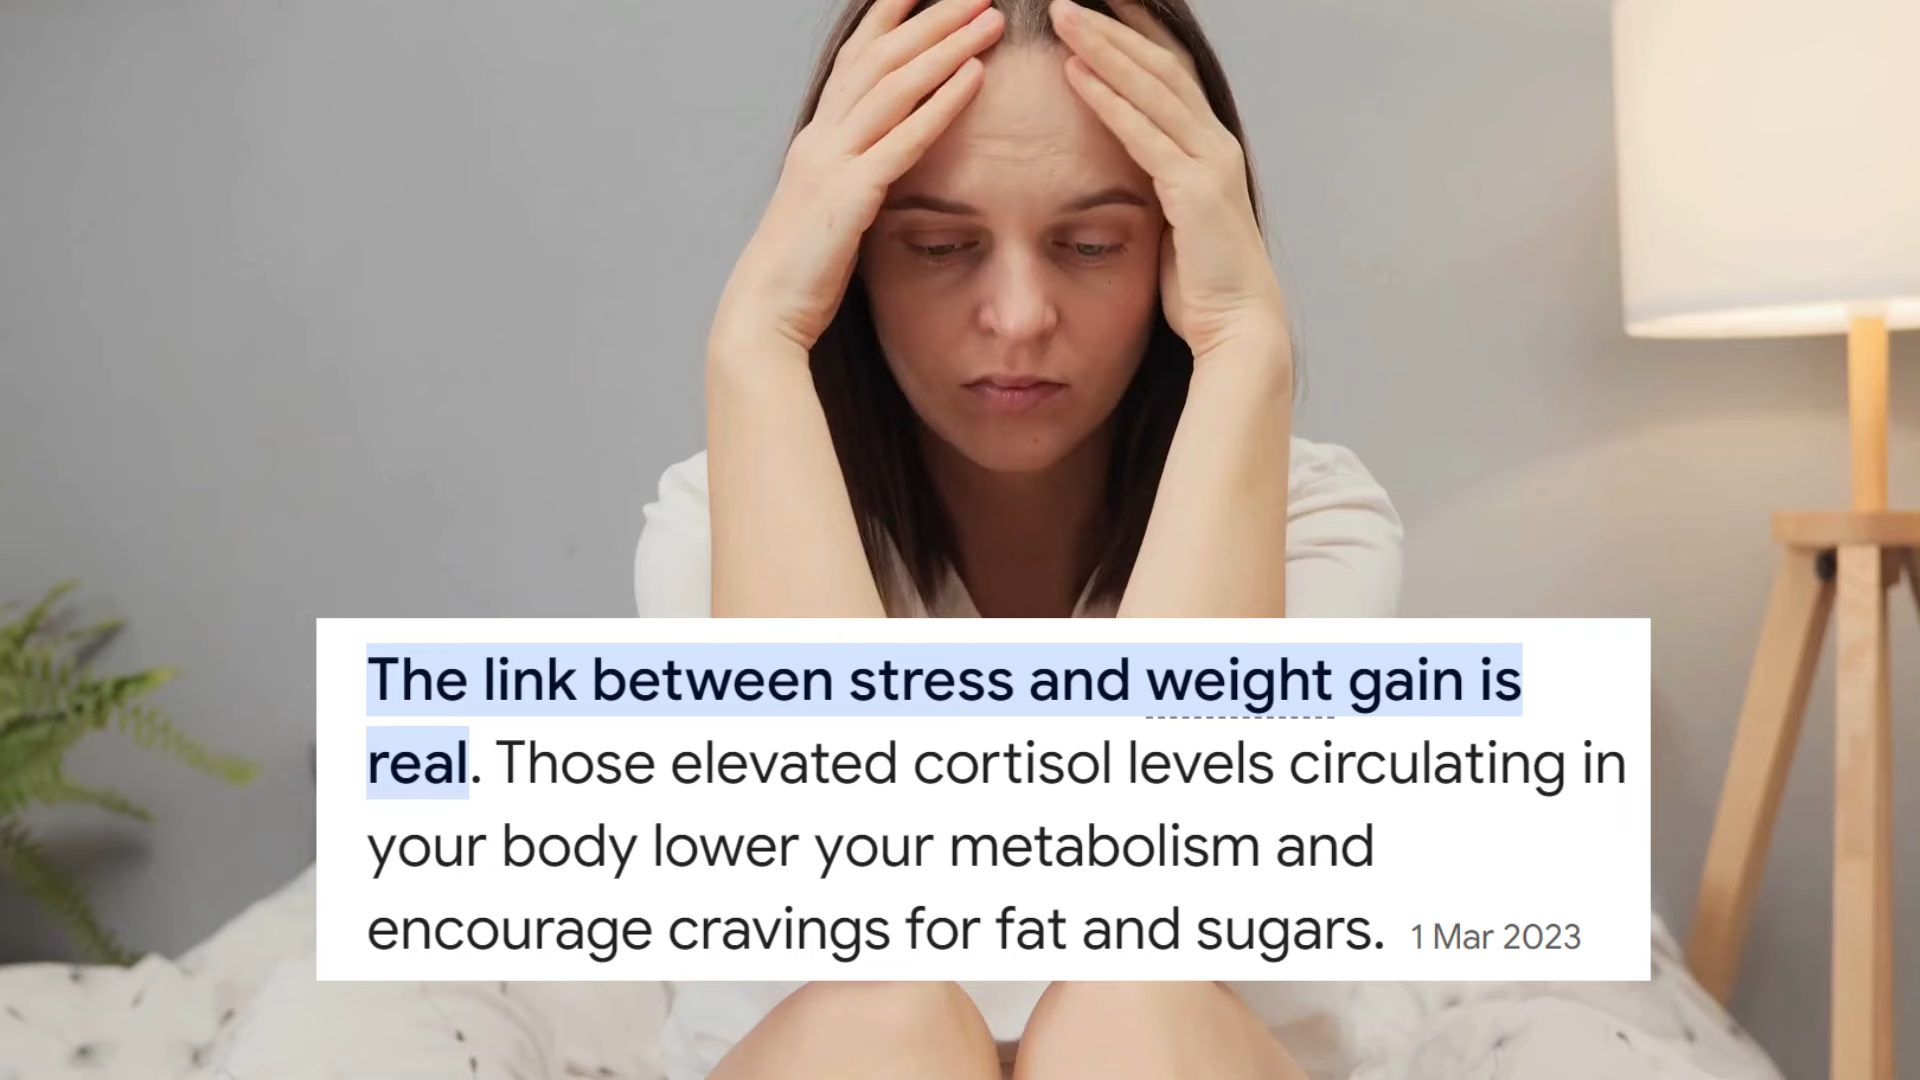 The link between stress and weight gain is
real. Those elevated cortisol levels circulating in
your body lower your metabolism and
encourage cravings for fat and sugars. 1 Mar 2023